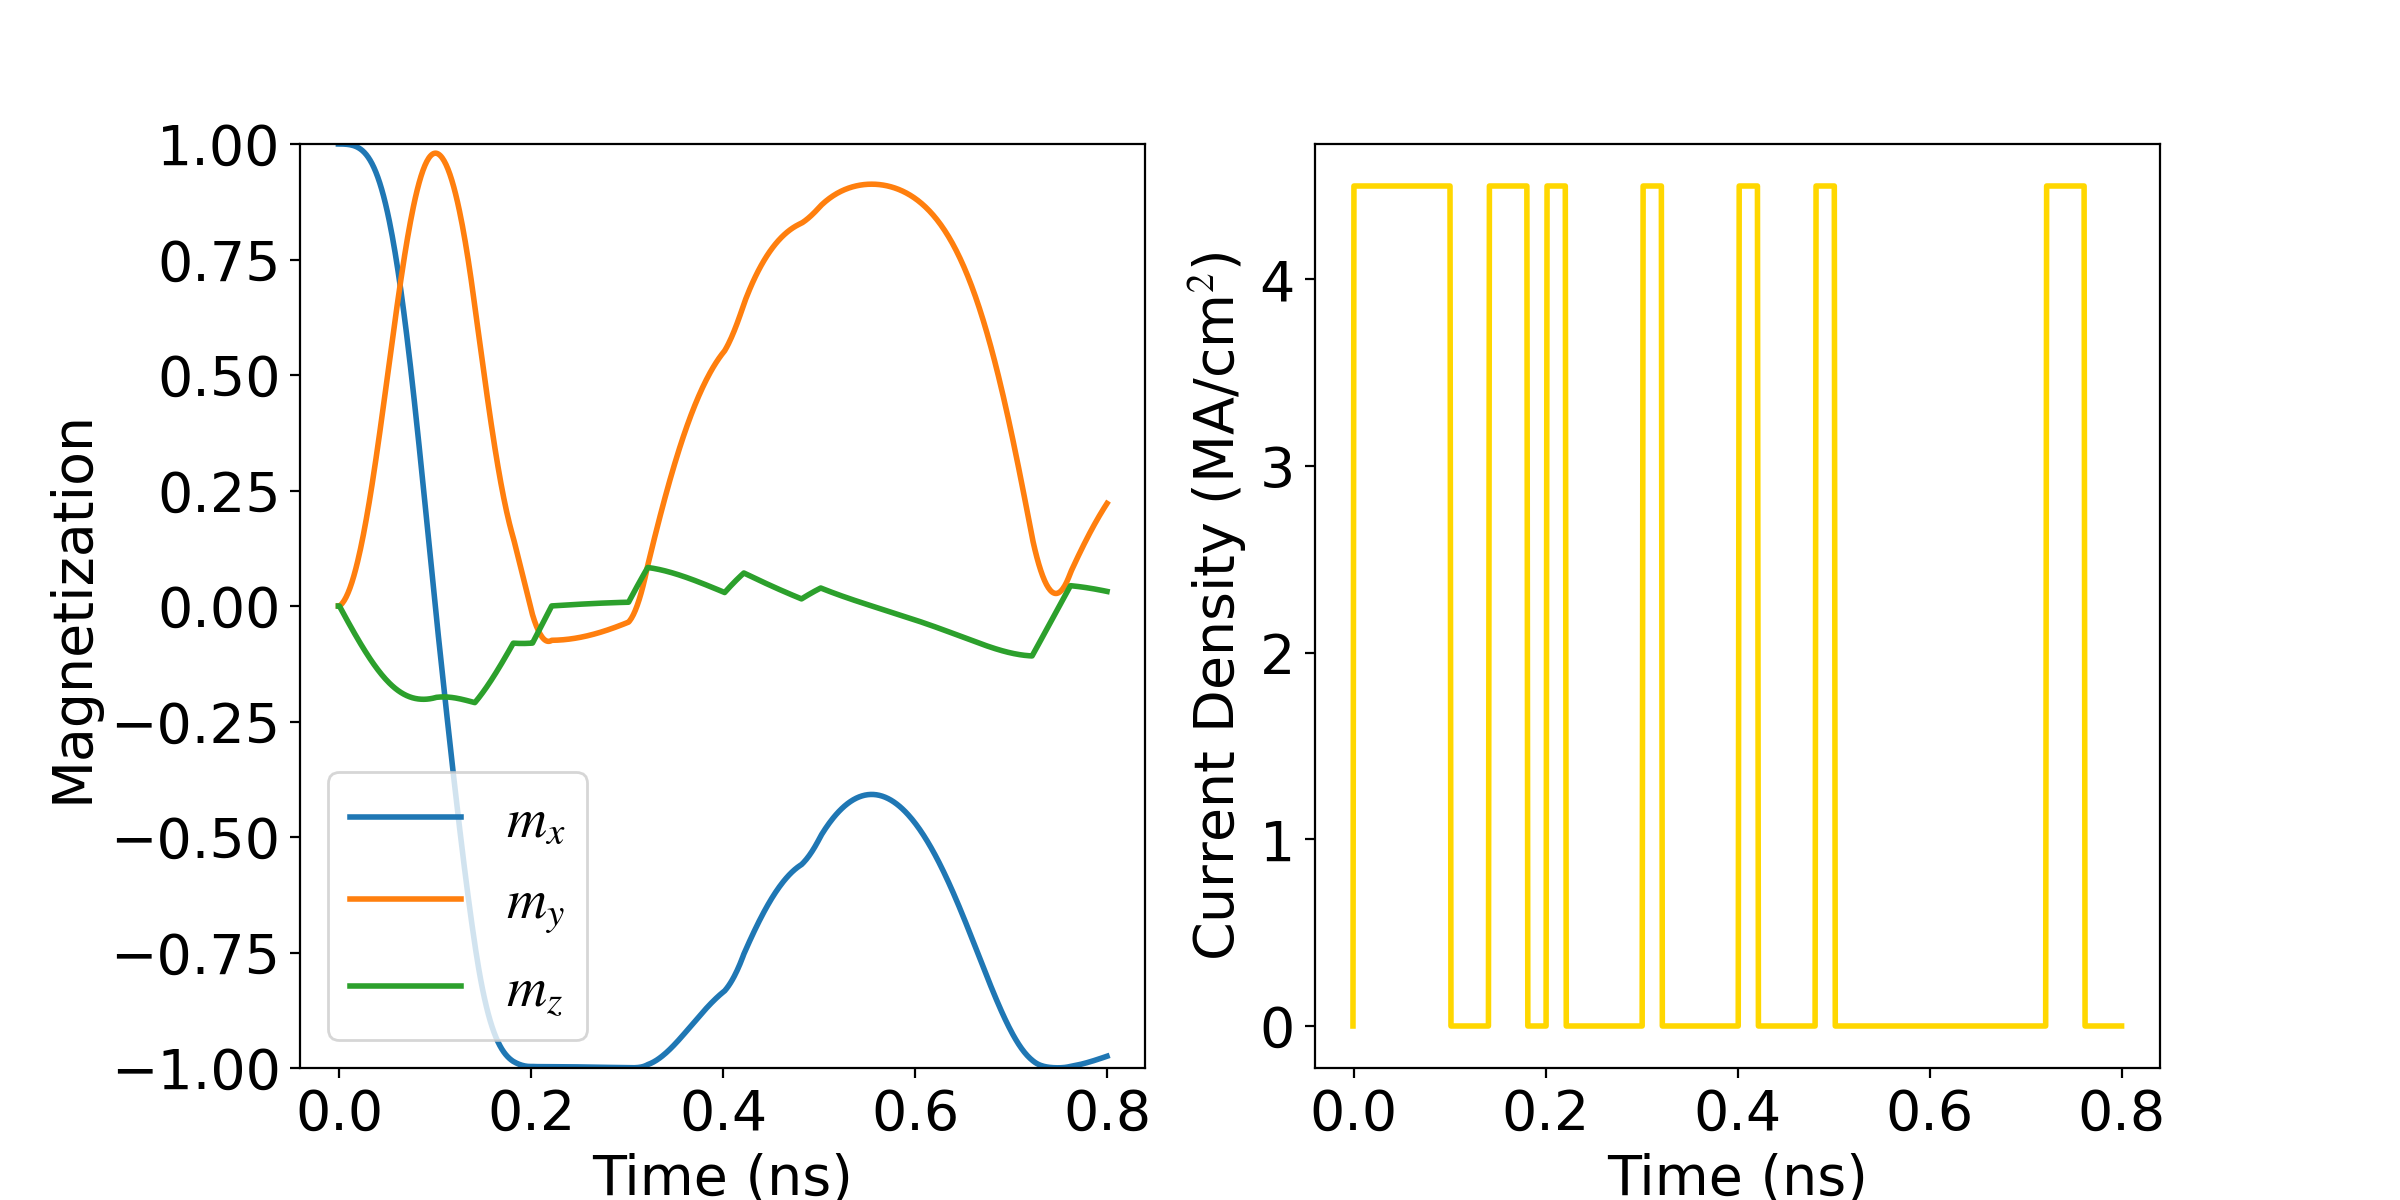 1.00
0.75
0.50
0.25
0.00
−0.25
−0.50
−0.75
−1.00
Magnetization
m_x
m_y
m_z
0.0 0.2 0.4 0.6 0.8
Time (ns)
4
3
2
1
0
Current Density (MA/cm²)
0.0 0.2 0.4 0.6 0.8
Time (ns)